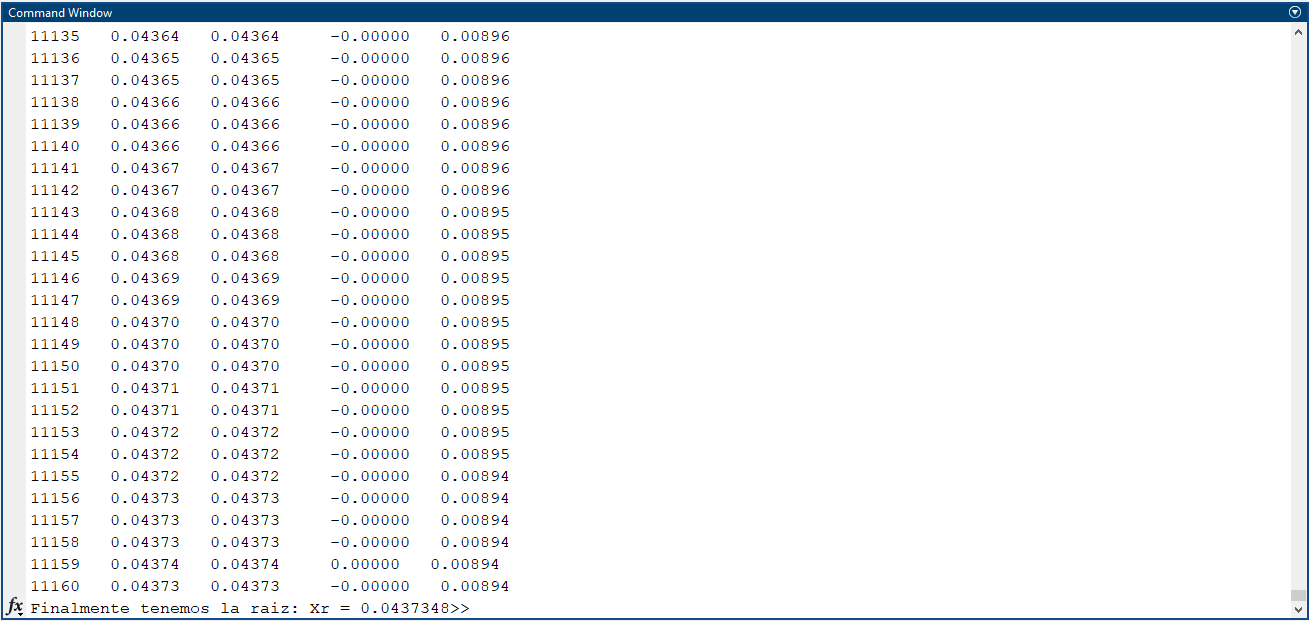 Command Window
11135 0.04364 0.04364 -0.00000 0.00896
11136 0.04365 0.04365 -0.00000 0.00896
11137 0.04365 0.04365 -0.00000 0.00896
11138 0.04366 0.04366 -0.00000 0.00896
11139 0.04366 0.04366 -0.00000 0.00896
11140 0.04366 0.04366 -0.00000 0.00896
11141 0.04367 0.04367 -0.00000 0.00896
11142 0.04367 0.04367 -0.00000 0.00896
11143 0.04368 0.04368 -0.00000 0.00895
11144 0.04368 0.04368 -0.00000 0.00895
11145 0.04368 0.04368 -0.00000 0.00895
11146 0.04369 0.04369 -0.00000 0.00895
11147 0.04369 0.04369 -0.00000 0.00895
11148 0.04370 0.04370 -0.00000 0.00895
11149 0.04370 0.04370 -0.00000 0.00895
11150 0.04370 0.04370 -0.00000 0.00895
11151 0.04371 0.04371 -0.00000 0.00895
11152 0.04371 0.04371 -0.00000 0.00895
11153 0.04372 0.04372 -0.00000 0.00895
11154 0.04372 0.04372 -0.00000 0.00895
11155 0.04372 0.04372 -0.00000 0.00894
11156 0.04373 0.04373 -0.00000 0.00894
11157 0.04373 0.04373 -0.00000 0.00894
11158 0.04373 0.04373 -0.00000 0.00894
11159 0.04374 0.04374 0.00000 0.00894
11160 0.04373 0.04373 -0.00000 0.00894
fx Finalmente tenemos la raiz: Xr = 0.0437348>>